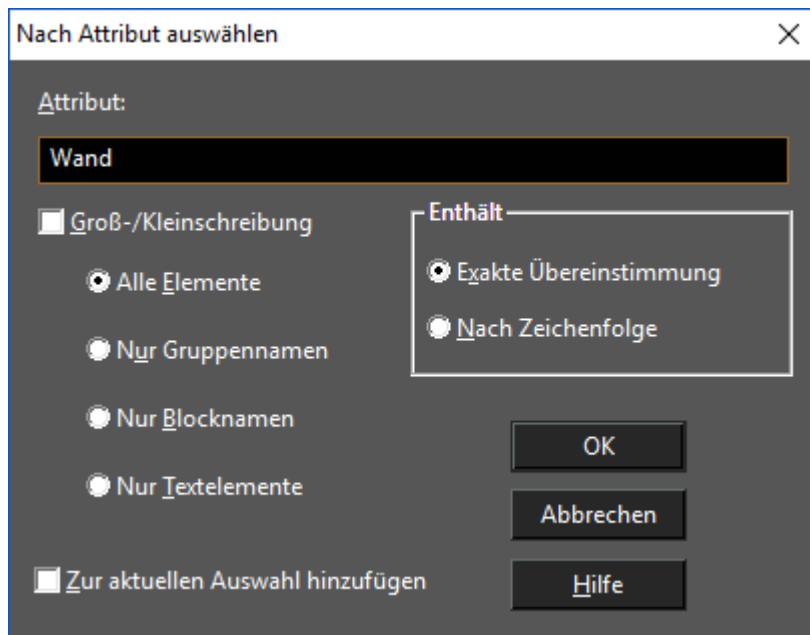 Nach Attribut auswählen
Attribut:
Wand
Groß-/Kleinschreibung
Alle Elemente
Nur Gruppennamen
Nur Blocknamen
Nur Textelemente
Enthält
Exakte Übereinstimmung
Nach Zeichenfolge
OK
Abbrechen
Zur aktuellen Auswahl hinzufügen
Hilfe